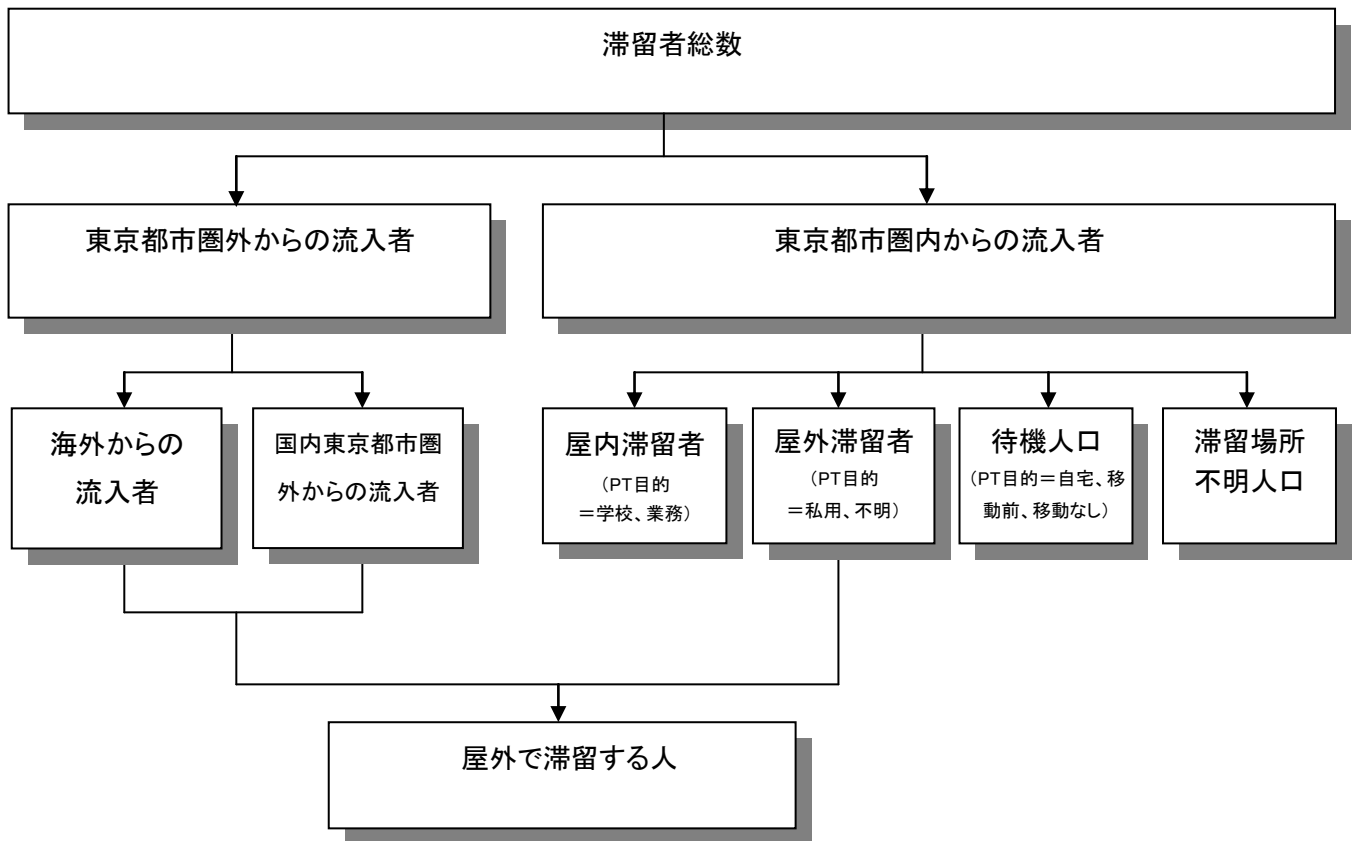 滞留者総数
東京都市圏外からの流入者
東京都市圏内からの流入者
海外からの
流入者
国内東京都市圏
外からの流入者
屋内滞留者
（PT目的
＝学校、業務）
屋外滞留者
（PT目的
＝私用、不明）
待機人口
（PT目的＝自宅、移
動前、移動なし）
滞留場所
不明人口
屋外で滞留する人